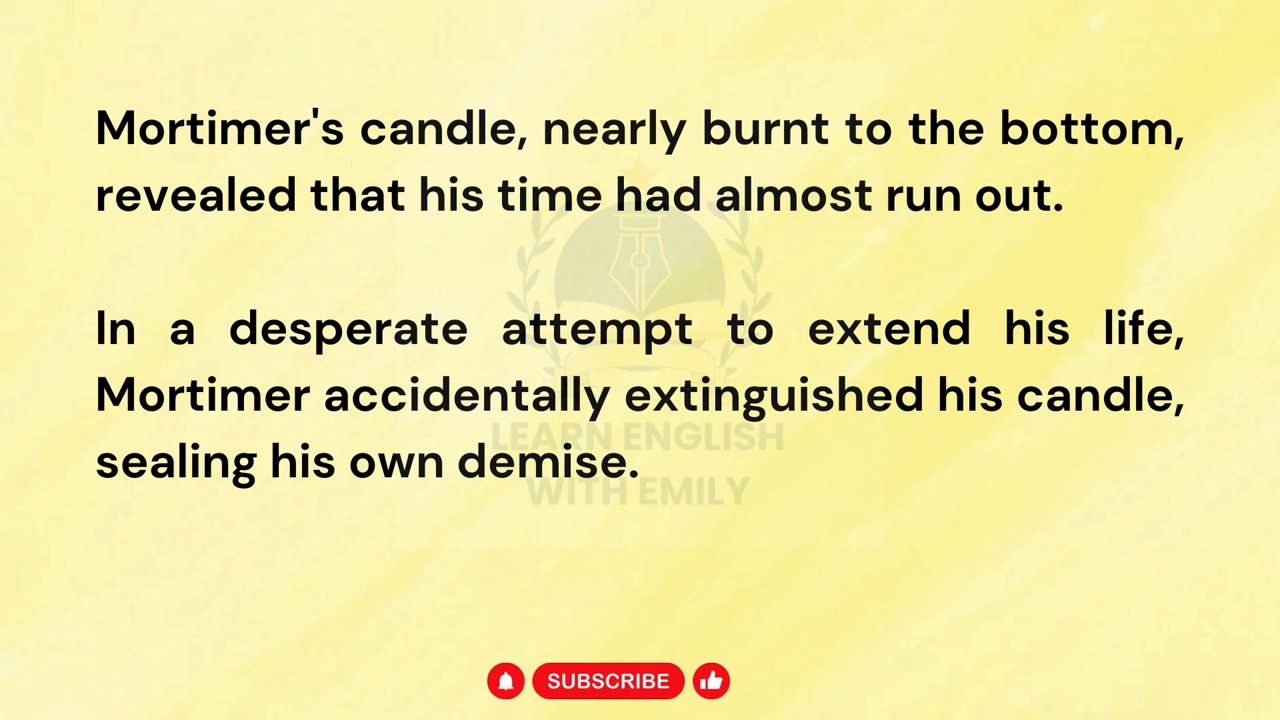 Mortimer's candle, nearly burnt to the bottom,
revealed that his time had almost run out.
In a desperate attempt to extend his life,
Mortimer accidentally extinguished his candle,
sealing his own demise.
LEARN ENGLISH
WITH EMILY
SUBSCRIBE